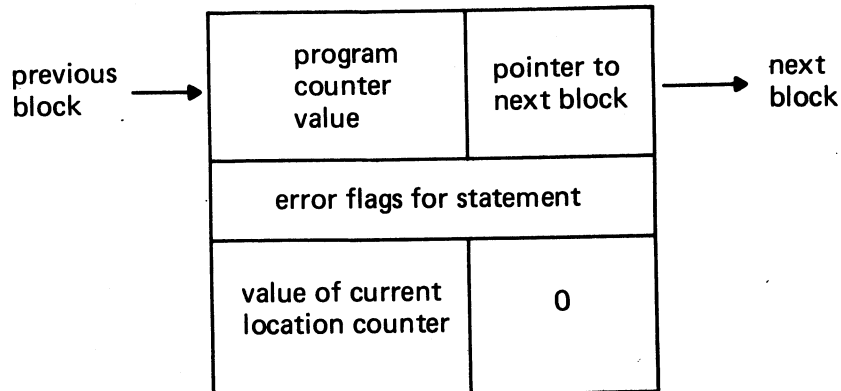 previous
block
program
counter
value
pointer to
next block
next
block
error flags for statement
value of current
location counter
0